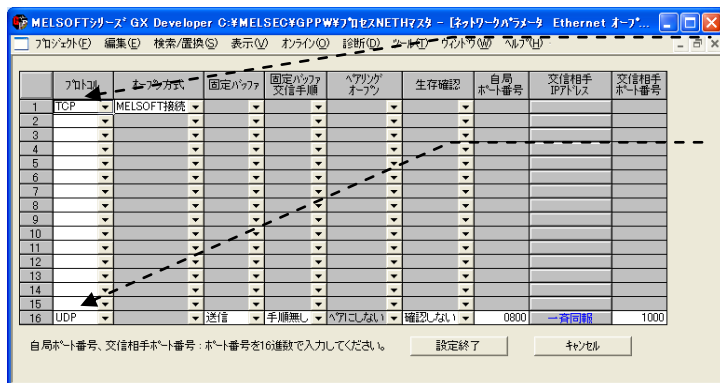 MELSOFTｼﾘｰｽﾞ GX Developer C:¥MELSEC¥GPPW¥ﾌﾟﾛｾｽNETHﾏｽﾀ - [ﾈｯﾄﾜｰｸﾊﾟﾗﾒｰﾀ Ethernet ｵｰﾌﾟ...
ﾌﾟﾛｼﾞｪｸﾄ(F) 編集(E) 検索/置換(S) 表示(V) ｵﾝﾗｲﾝ(O) 診断(D) ﾂｰﾙ(T) ｳｨﾝﾄﾞｳ(W) ﾍﾙﾌﾟ(H)
ﾌﾟﾛﾄｺﾙ ｵｰﾌﾟﾝ方式 固定ﾊﾞｯﾌｧ 固定ﾊﾞｯﾌｧ交信手順 ﾍﾟｱﾘﾝｸﾞｵｰﾌﾟﾝ 生存確認 自局ﾎﾟｰﾄ番号 交信相手IPｱﾄﾞﾚｽ 交信相手ﾎﾟｰﾄ番号
1 TCP MELSOFT接続
2
3
4
5
6
7
8
9
10
11
12
13
14
15
16 UDP 送信 手順無し ﾍﾟｱにしない 確認しない 0800 一斉同報 1000
自局ﾎﾟｰﾄ番号、交信相手ﾎﾟｰﾄ番号:ﾎﾟｰﾄ番号を16進数で入力してください。 設定終了 ｷｬﾝｾﾙ